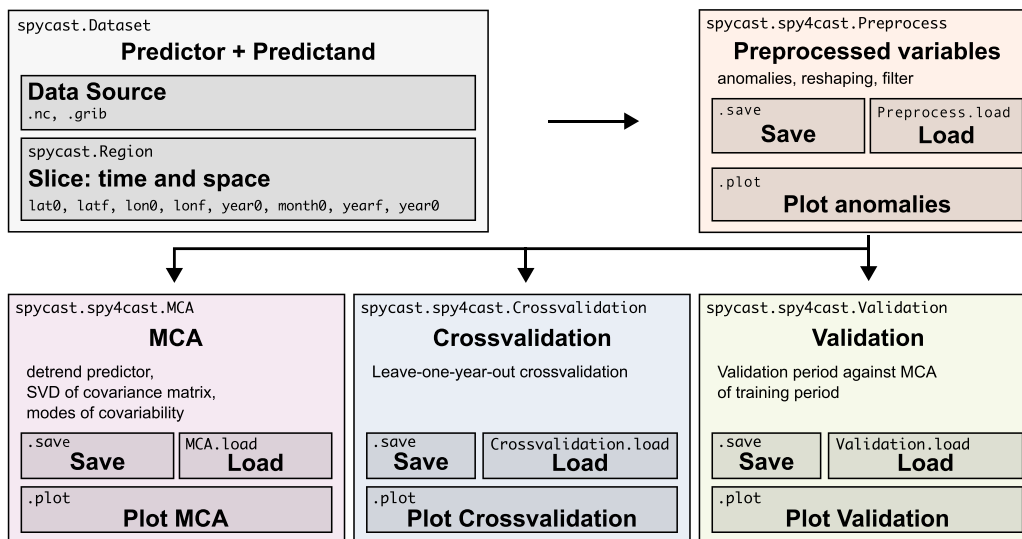 spycast.Dataset
Predictor + Predictand
Data Source
.nc, .grib
spycast.Region
Slice: time and space
lat0, latf, lon0, lonf, year0, month0, yearf, year0
spycast.spy4cast.Preprocess
Preprocessed variables
anomalies, reshaping, filter
.save
Save
Preprocess.load
Load
.plot
Plot anomalies
spycast.spy4cast.MCA
MCA
detrend predictor,
SVD of covariance matrix,
modes of covariability
.save
Save
MCA.load
Load
.plot
Plot MCA
spycast.spy4cast.Crossvalidation
Crossvalidation
Leave-one-year-out crossvalidation
.save
Save
Crossvalidation.load
Load
.plot
Plot Crossvalidation
spycast.spy4cast.Validation
Validation
Validation period against MCA
of training period
.save
Save
Validation.load
Load
.plot
Plot Validation